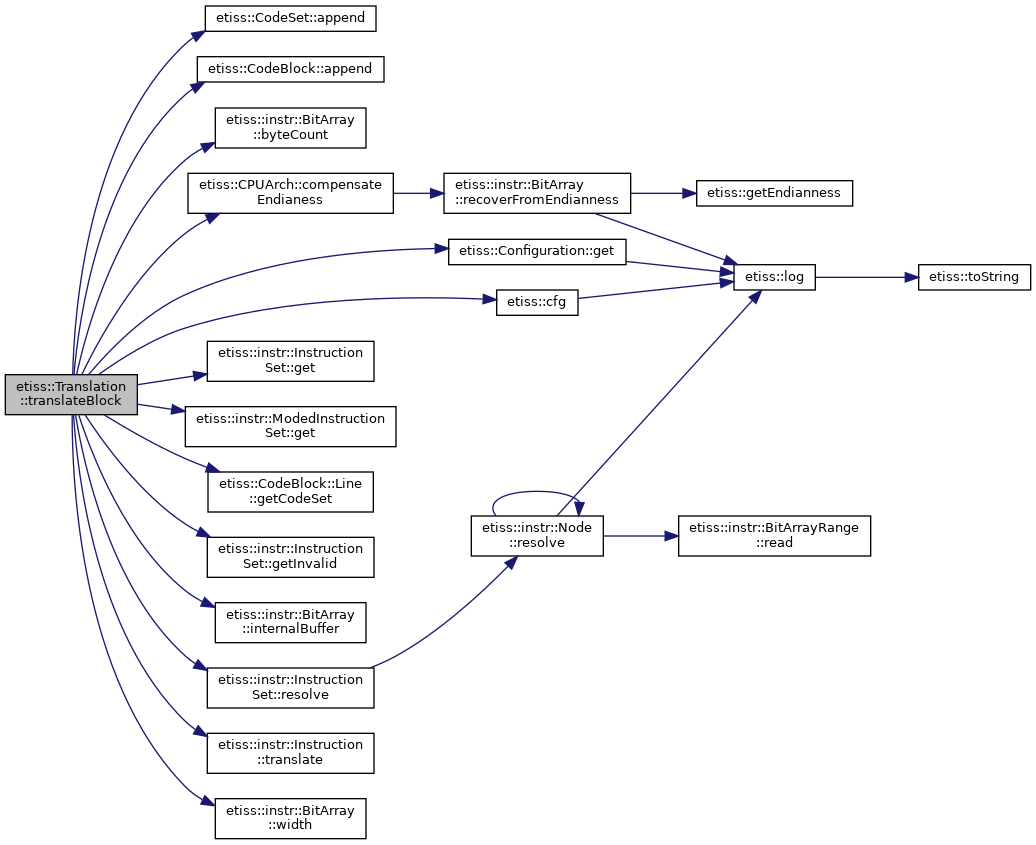 etiss::CodeSet::append
etiss::CodeBlock::append
etiss::instr::BitArray
::byteCount
etiss::CPUArch::compensate
Endianess
etiss::instr::BitArray
::recoverFromEndianness
etiss::getEndianness
etiss::Configuration::get
etiss::log
etiss::toString
etiss::cfg
etiss::instr::Instruction
Set::get
etiss::Translation
::translateBlock
etiss::instr::ModedInstruction
Set::get
etiss::CodeBlock::Line
::getCodeSet
etiss::instr::Node
::resolve
etiss::instr::BitArrayRange
::read
etiss::instr::Instruction
Set::getInvalid
etiss::instr::BitArray
::internalBuffer
etiss::instr::Instruction
Set::resolve
etiss::instr::Instruction
::translate
etiss::instr::BitArray
::width